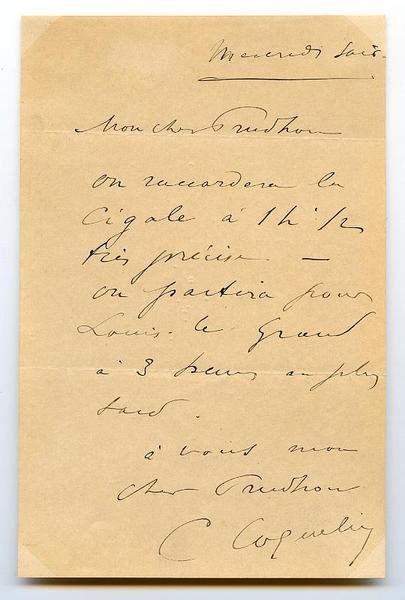 Mercredi soir.
Mon cher Prudhon
on raccordera la
Cigale à 1h 1/2
très précise —
on partira pour
Louis-le Grand
à 3 heures au plus
tard.
à vous mon
cher Prudhon
C Coquelin